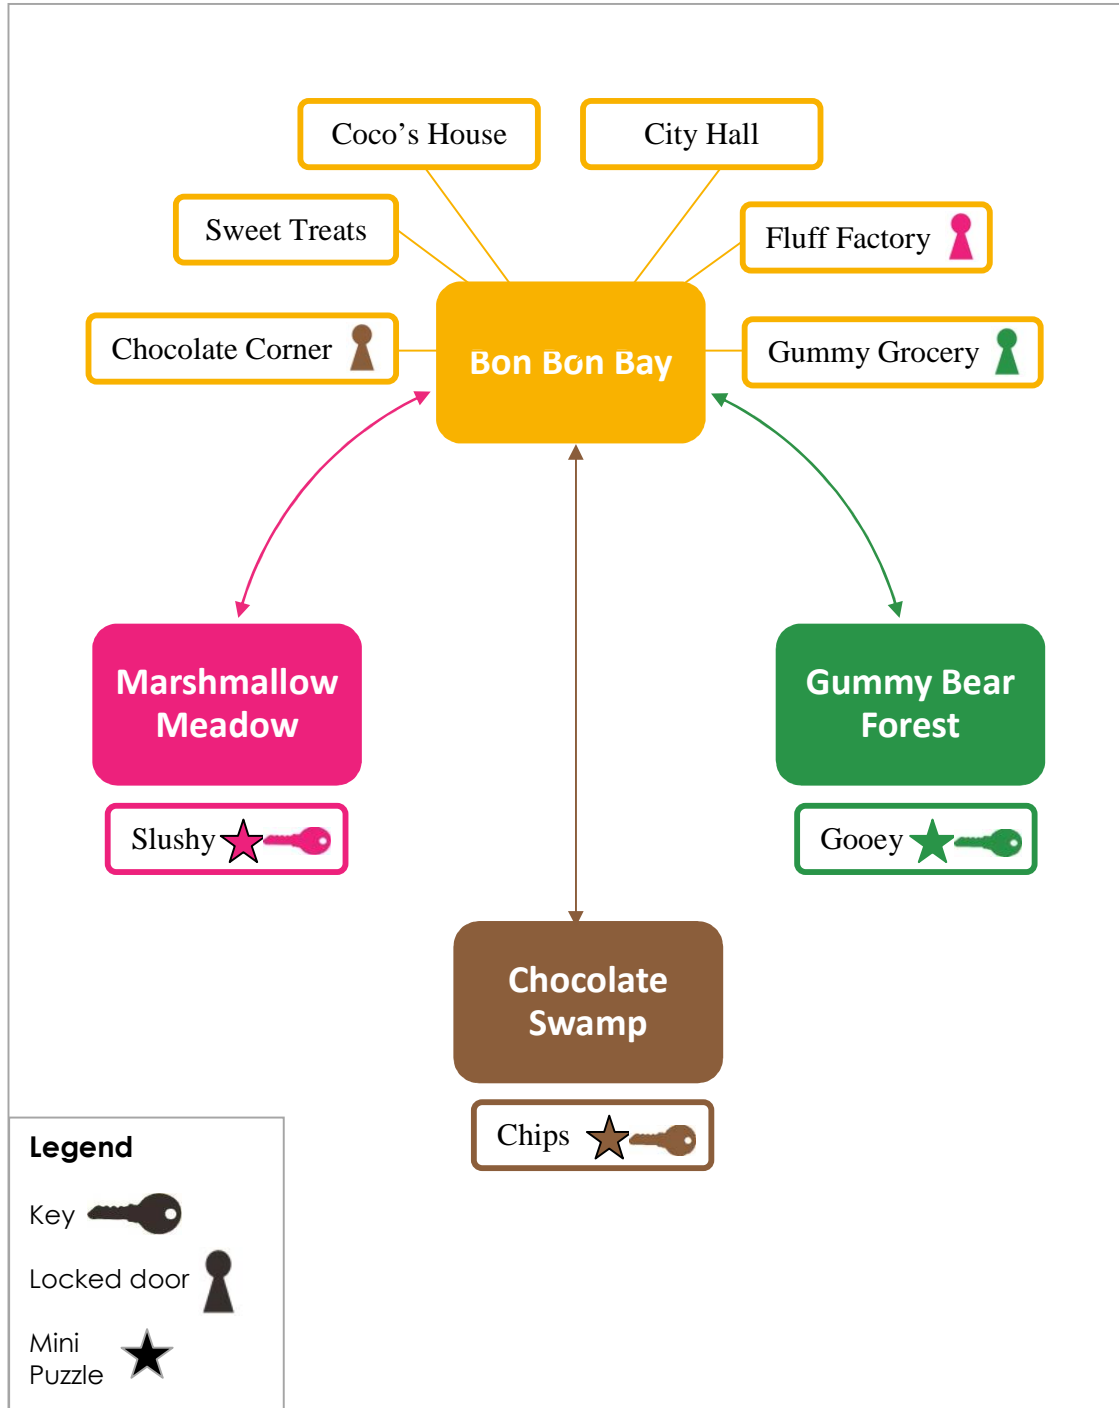 Coco's House
City Hall
Sweet Treats
Fluff Factory
Chocolate Corner
Bon Bon Bay
Gummy Grocery
Marshmallow
Meadow
Gummy Bear
Forest
Slushy
Gooey
Chocolate
Swamp
Chips
Legend
Key
Locked door
Mini
Puzzle